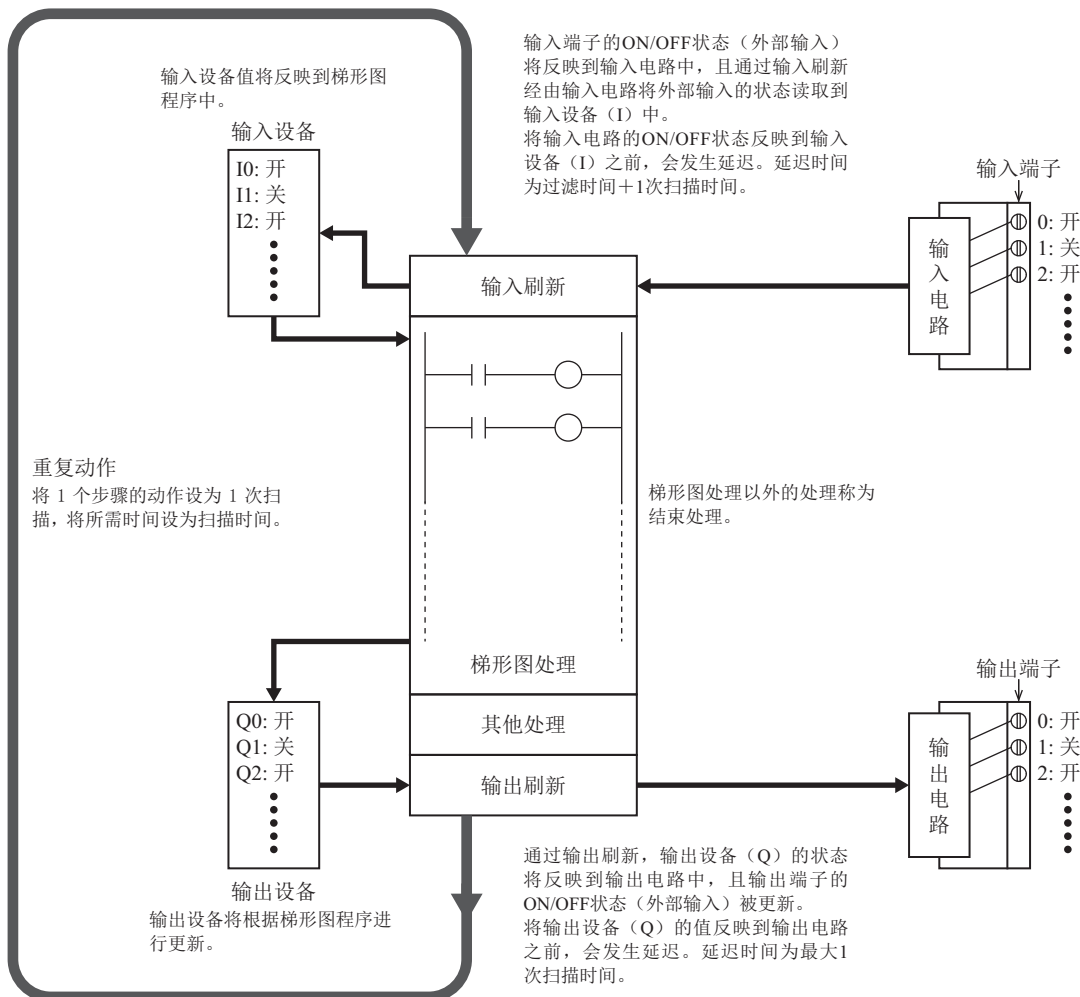 输入设备值将反映到梯形图
程序中。
输入设备
I0: 开
I1: 关
I2: 开
输入端子的ON/OFF状态（外部输入）
将反映到输入电路中，且通过输入刷新
经由输入电路将外部输入的状态读取到
输入设备（I）中。
将输入电路的ON/OFF状态反映到输入
设备（I）之前，会发生延迟。延迟时间
为过滤时间＋1次扫描时间。
输入端子
0: 开
1: 关
2: 开
输入电路
输入刷新
重复动作
将 1 个步骤的动作设为 1 次扫
描，将所需时间设为扫描时间。
梯形图处理以外的处理称为
结束处理。
梯形图处理
其他处理
输出刷新
Q0: 开
Q1: 关
Q2: 开
输出设备
输出设备将根据梯形图程序进
行更新。
输出端子
0: 开
1: 关
2: 开
输出电路
通过输出刷新，输出设备（Q）的状态
将反映到输出电路中，且输出端子的
ON/OFF状态（外部输入）被更新。
将输出设备（Q）的值反映到输出电路
之前，会发生延迟。延迟时间为最大1
次扫描时间。